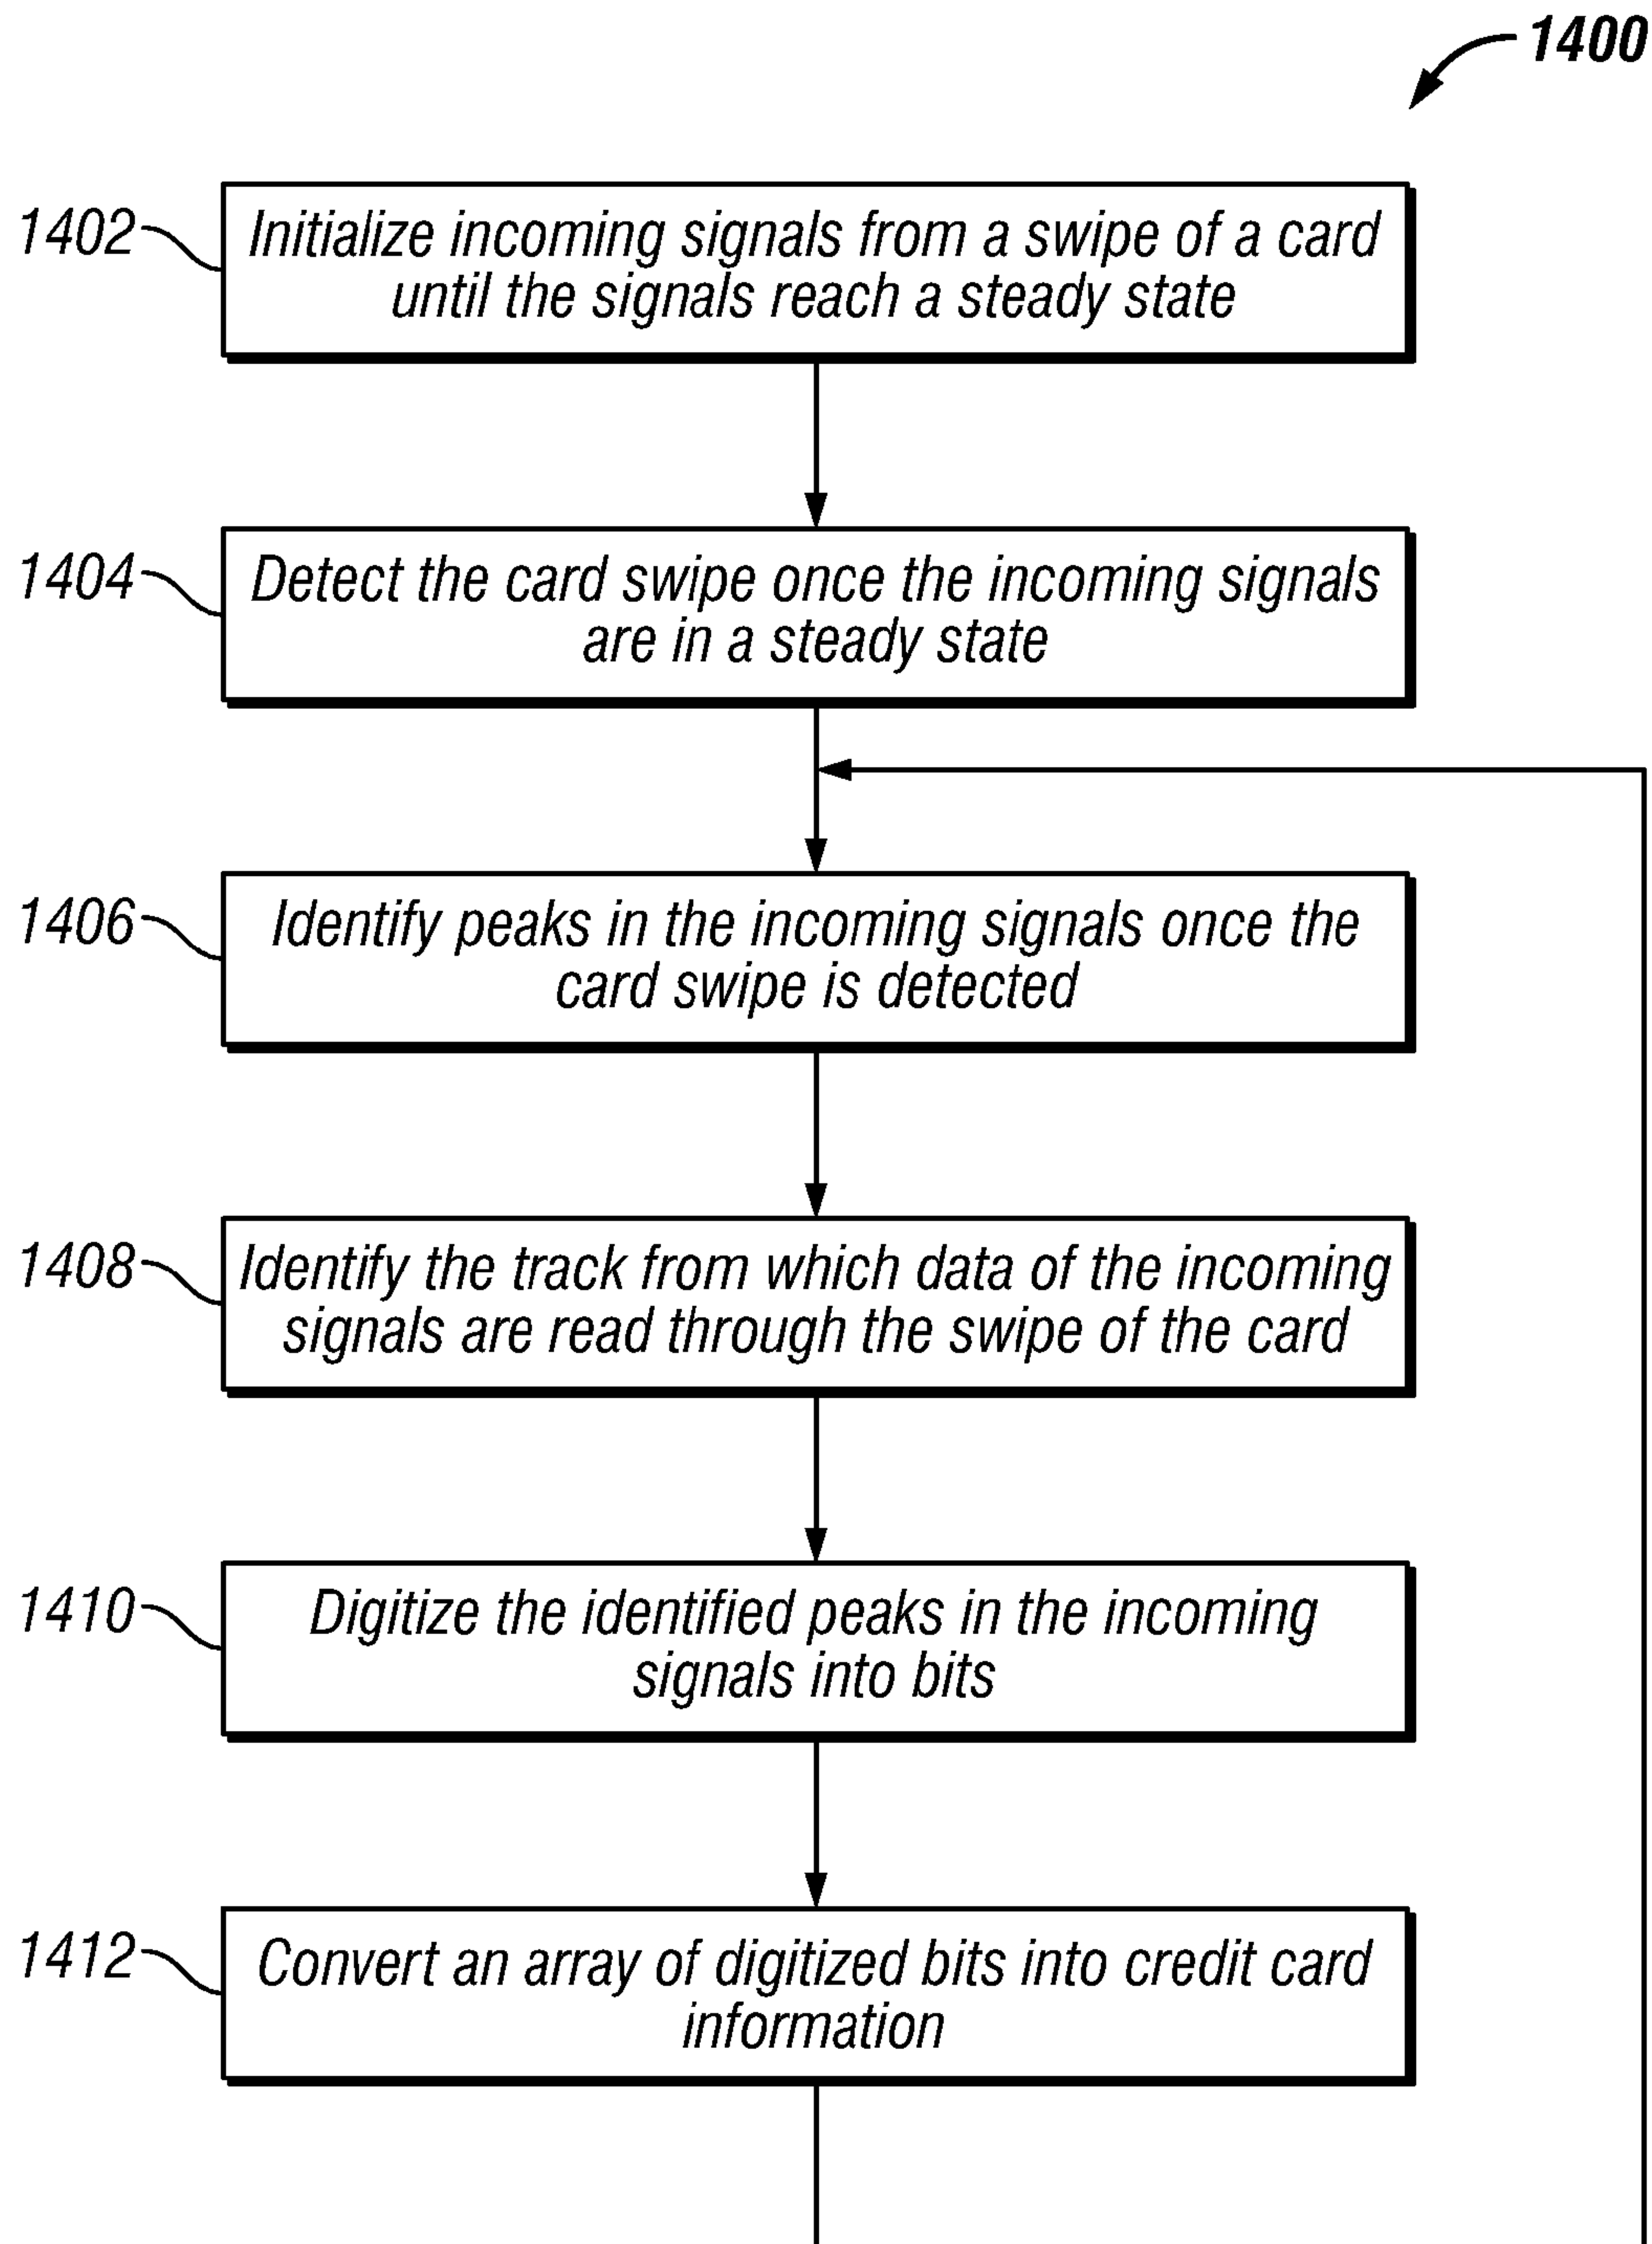 1400
1402
Initialize incoming signals from a swipe of a card
until the signals reach a steady state
1404
Detect the card swipe once the incoming signals
are in a steady state
1406
Identify peaks in the incoming signals once the
card swipe is detected
1408
Identify the track from which data of the incoming
signals are read through the swipe of the card
1410
Digitize the identified peaks in the incoming
signals into bits
1412
Convert an array of digitized bits into credit card
information